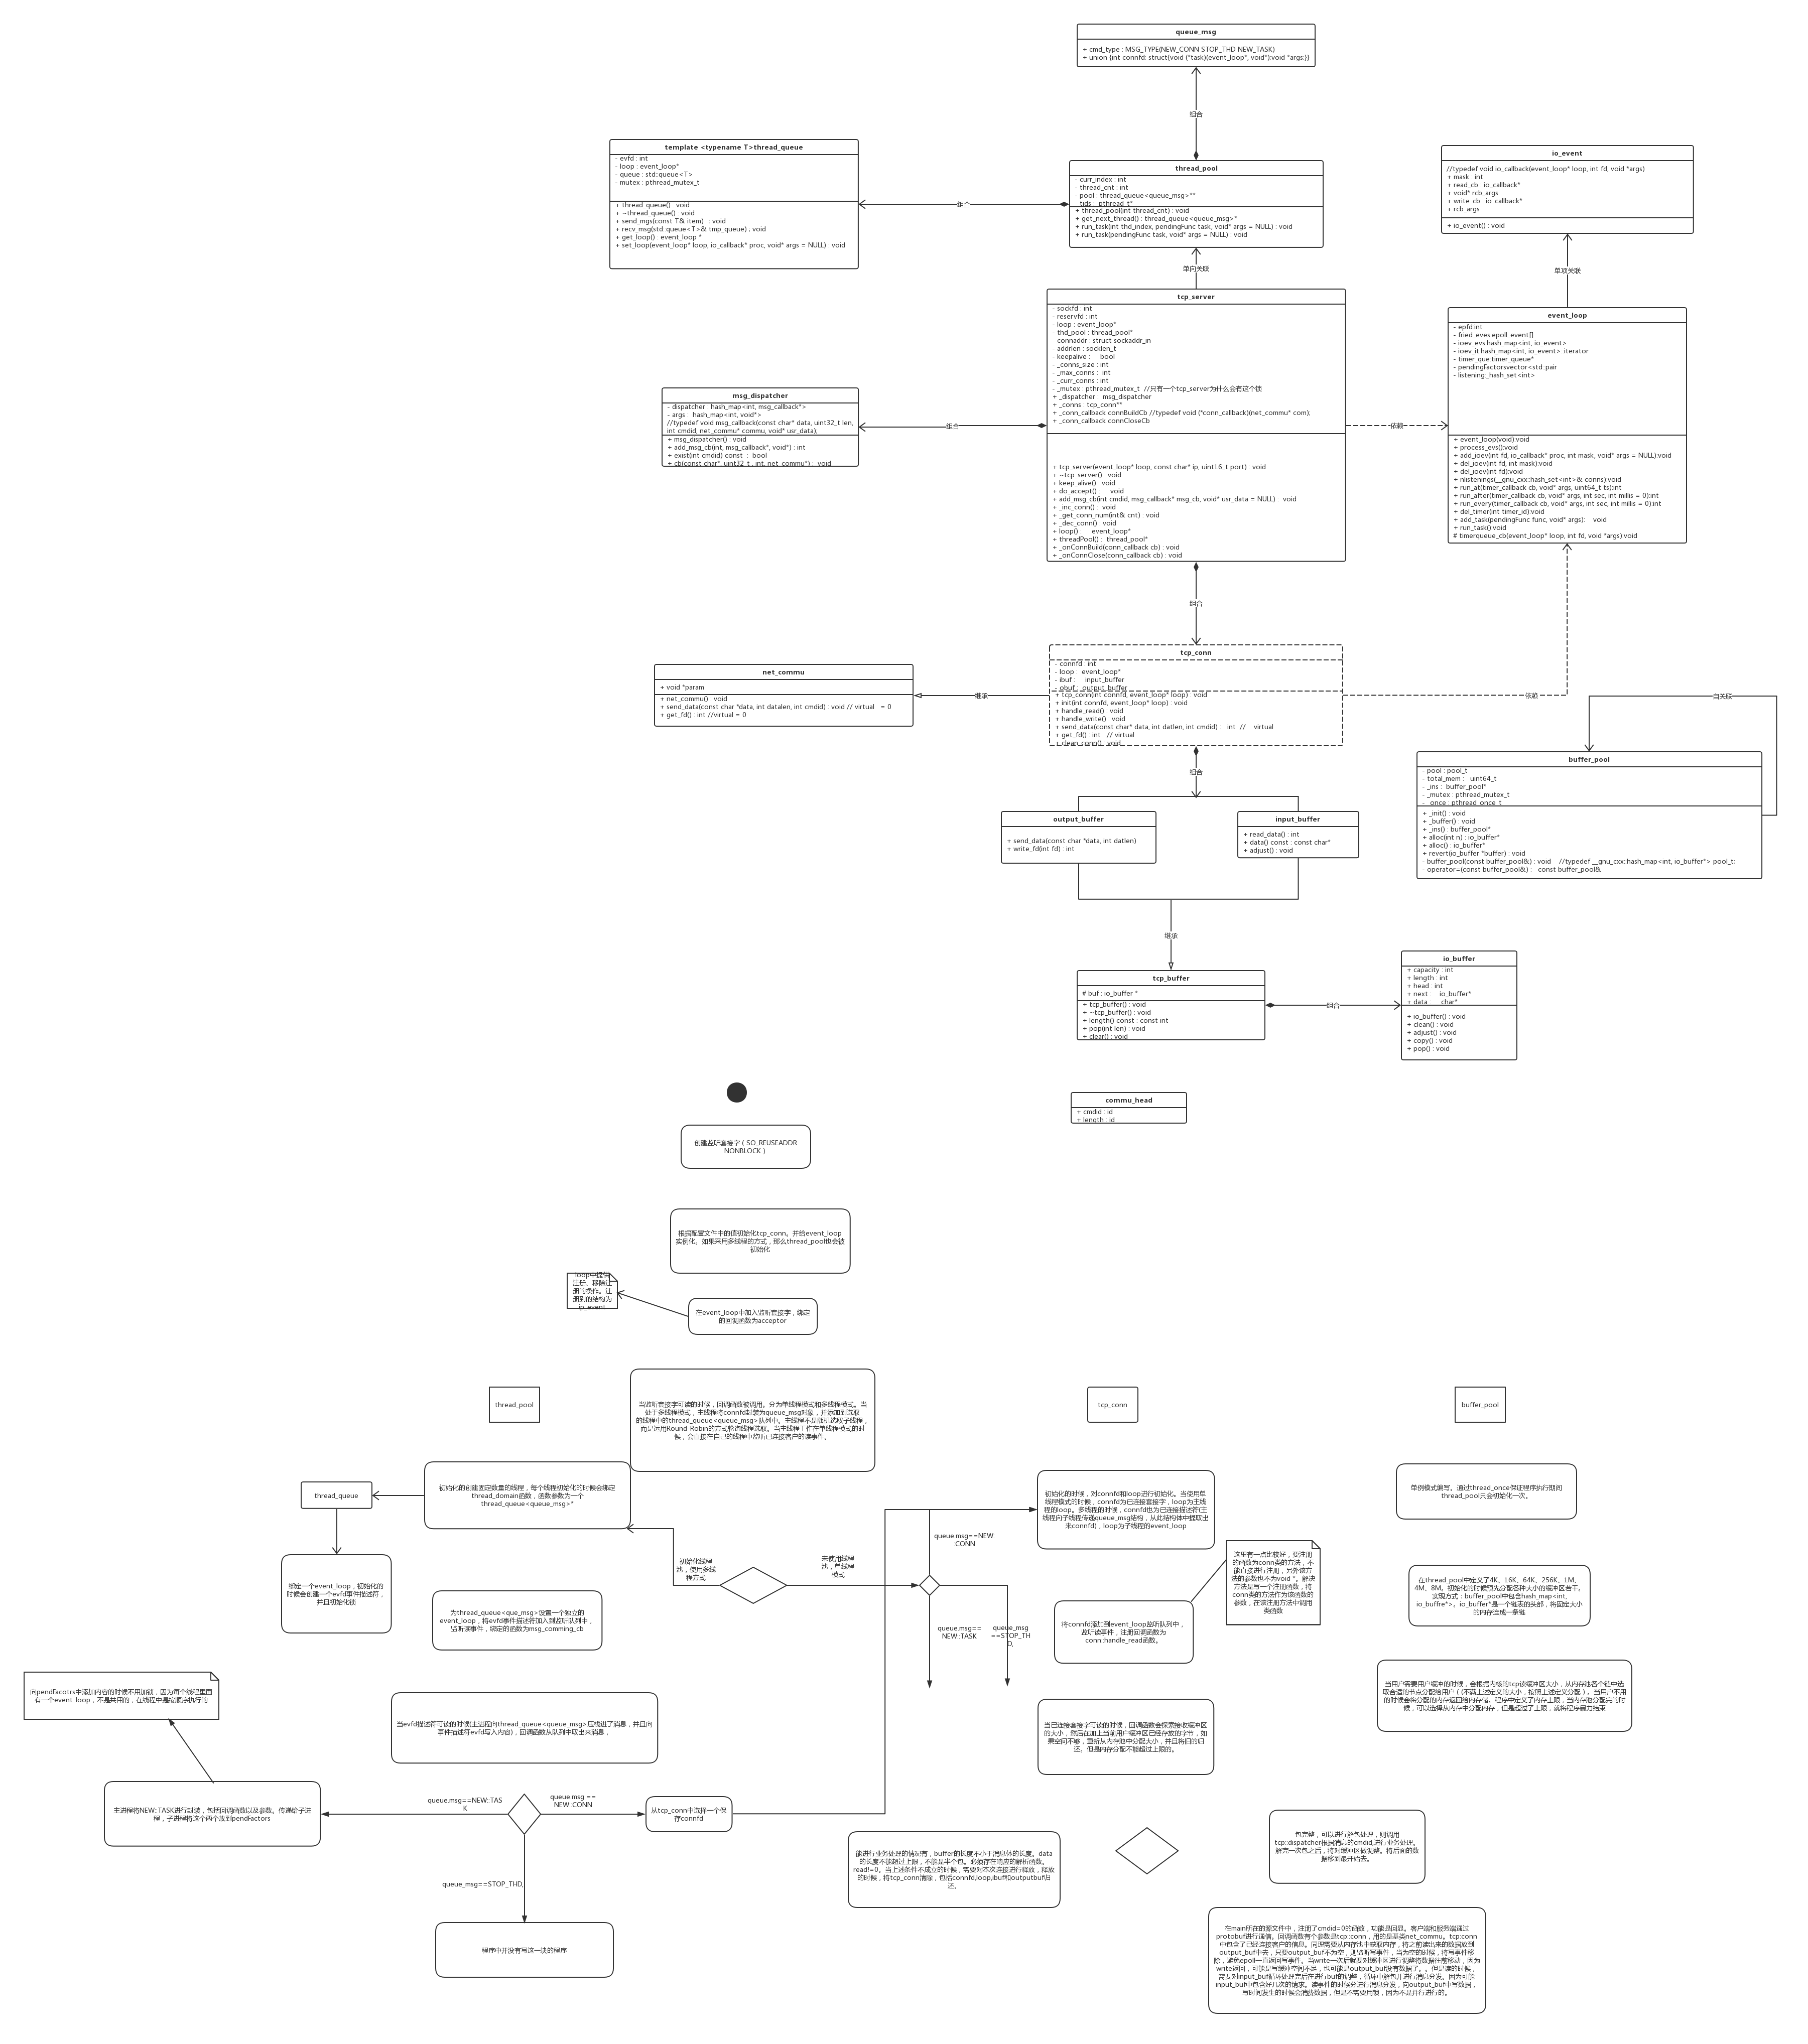 queue_msg
+ cmd_type : MSG_TYPE(NEW_CONN STOP_THD NEW_TASK)
+ union {int connfd; struct{void (*task)(event_loop*, void*);void *args;}}
组合
template <typename T>thread_queue
- evfd : int
- loop : event_loop*
- queue : std::queue<T>
- mutex : pthread_mutex_t
+ thread_queue() : void
+ ~thread_queue() : void
+ send_mgs(const T& item) : void
+ recv_msg(std::queue<T>& tmp_queue) : void
+ get_loop() : event_loop *
+ set_loop(event_loop* loop, io_callback* proc, void* args = NULL) : void
组合
thread_pool
- curr_index : int
- thread_cnt : int
- pool : thread_queue<queue_msg>**
- tids : pthread_t*
+ thread_pool(int thread_cnt) : void
+ get_next_thread() : thread_queue<queue_msg>*
+ run_task(int thd_index, pendingFunc task, void* args = NULL) : void
+ run_task(pendingFunc task, void* args = NULL) : void
单向关联
io_event
//typedef void io_callback(event_loop* loop, int fd, void *args)
+ mask : int
+ read_cb : io_callback*
+ void* rcb_args
+ write_cb : io_callback*
+ rcb_args
+ io_event() : void
单项关联
tcp_server
- sockfd : int
- reservfd : int
- loop : event_loop*
- thd_pool : thread_pool*
- connaddr : struct sockaddr_in
- addrlen : socklen_t
- keepalive : bool
- _conns_size : int
- _max_conns : int
- _curr_conns : int
- _mutex : pthread_mutex_t //只有一个tcp_server为什么会有这个锁
+ _dispatcher : msg_dispatcher
+ _conns : tcp_conn**
+ _conn_callback connBuildCb //typedef void (*conn_callback)(net_commu* com);
+ _conn_callback connCloseCb
+ tcp_server(event_loop* loop, const char* ip, uint16_t port) : void
+ ~tcp_server() : void
+ keep_alive() : void
+ do_accept() : void
+ add_msg_cb(int cmdid, msg_callback* msg_cb, void* usr_data = NULL) : void
+ _inc_conn() : void
+ _get_conn_num(int& cnt) : void
+ _dec_conn() : void
+ loop() : event_loop*
+ threadPool() : thread_pool*
+ _onConnBuild(conn_callback cb) : void
+ _onConnClose(conn_callback cb) : void
msg_dispatcher
- dispatcher : hash_map<int, msg_callback*>
- args : hash_map<int, void*>
//typedef void msg_callback(const char* data, uint32_t len,
int cmdid, net_commu* commu, void* usr_data);
+ msg_dispatcher() : void
+ add_msg_cb(int, msg_callback*, void*) : int
+ exist(int cmdid) const : bool
+ cb(const char*, uint32_t , int, net_commu*) : void
组合
依赖
event_loop
- epfd:int
- fried_eves:epoll_event[]
- ioev_evs:hash_map<int, io_event>
- ioev_it:hash_map<int, io_event>::iterator
- timer_que:timer_queue*
- pendingFactorsvector<std::pair
- listening:_hash_set<int>
+ event_loop(void):void
+ process_evs():void
+ add_ioev(int fd, io_callback* proc, int mask, void* args = NULL):void
+ del_ioev(int fd, int mask):void
+ del_ioev(int fd):void
+ nlistenings(__gnu_cxx::hash_set<int>& conns):void
+ run_at(timer_callback cb, void* args, uint64_t ts):int
+ run_after(timer_callback cb, void* args, int sec, int millis = 0):int
+ run_every(timer_callback cb, void* args, int sec, int millis = 0):int
+ del_timer(int timer_id):void
+ add_task(pendingFunc func, void* args): void
+ run_task():void
# timerqueue_cb(event_loop* loop, int fd, void *args):void
组合
net_commu
+ void *param
+ net_commu() : void
+ send_data(const char *data, int datalen, int cmdid) : void // virtual = 0
+ get_fd() : int //virtual = 0
继承
tcp_conn
- connfd : int
- loop : event_loop*
- ibuf : input_buffer
- obuf : output_buffer
+ tcp_conn(int connfd, event_loop* loop) : void
+ init(int connfd, event_loop* loop) : void
+ handle_read() : void
+ handle_write() : void
+ send_data(const char* data, int datlen, int cmdid) : int // virtual
+ get_fd() : int // virtual
+ clean_conn() : void
依赖
自关联
组合
buffer_pool
- pool : pool_t
- total_mem : uint64_t
- _ins : buffer_pool*
- _mutex : pthread_mutex_t
- _once : pthread_once_t
+ _init() : void
+ _buffer() : void
+ _ins() : buffer_pool*
+ alloc(int n) : io_buffer*
+ alloc() : io_buffer*
+ revert(io_buffer *buffer) : void
- buffer_pool(const buffer_pool&) : void //typedef __gnu_cxx::hash_map<int, io_buffer*> pool_t;
- operator=(const buffer_pool&) : const buffer_pool&
output_buffer
+ send_data(const char *data, int datlen)
+ write_fd(int fd) : int
input_buffer
+ read_data() : int
+ data() const : const char*
+ adjust() : void
继承
tcp_buffer
# buf : io_buffer *
+ tcp_buffer() : void
+ ~tcp_buffer() : void
+ length() const : const int
+ pop(int len) : void
+ clear() : void
组合
io_buffer
+ capacity : int
+ length : int
+ head : int
+ next : io_buffer*
+ data : char*
+ io_buffer() : void
+ clean() : void
+ adjust() : void
+ copy() : void
+ pop() : void
commu_head
+ cmdid : id
+ length : id
创建监听套接字 ( SO_REUSEADDR
NONBLOCK )
根据配置文件中的值初始化tcp_conn。并给event_loop
实例化。如果采用多线程的方式，那么thread_pool也会被
初始化
loop中提供
注册、移除注
册的操作。注
册到的结构为
ip_event
在event_loop中加入监听套接字，绑定
的回调函数为acceptor
thread_pool
当监听套接字可读的时候，回调函数被调用。分为单线程模式和多线程模式。当
处于多线程模式，主线程将connfd封装为queue_msg对象，并添加到选取
的线程中的thread_queue<queue_msg>队列中。主线程不是随机选取子线程，
而是运用Round-Robin的方式轮询线程选取。当主线程工作在单线程模式的时
候，会直接在自己的线程中监听已连接客户的读事件。
tcp_conn
buffer_pool
thread_queue
初始化的创建固定数量的线程，每个线程初始化的时候会绑定
thread_domain函数，函数参数为一个
thread_queue<queue_msg>*
初始化的时候，对connfd和loop进行初始化。当使用单
线程模式的时候，connfd为已连接套接字，loop为主线
程的loop。多线程的时候，connfd也为已连接描述符(主
线程向子线程传递queue_msg结构，从此结构体中提取出
来connfd)，loop为子线程的event_loop
单例模式编写。通过thread_once保证程序执行期间
thread_pool只会初始化一次。
queue.msg==NEW:
:CONN
绑定一个event_loop，初始化的
时候会创建一个evfd事件描述符，
并且初始化锁
初始化线程
池，使用多线
程方式
未使用线程
池，单线程
模式
这里有一点比较好，要注册
的函数为conn类的方法，不
能直接进行注册，另外该方
法的参数也不为void *。解决
方法是写一个注册函数，将
conn类的方法作为该函数的
参数，在该注册方法中调用
类函数
在thread_pool中定义了4K、16K、64K、256K、1M、
4M、8M。初始化的时候预先分配各种大小的缓冲区若干。
实现方式：buffer_pool中包含hash_map<int,
io_buffre*>。io_buffer*是一个链表的头部，将固定大小
的内存连成一条链
为thread_queue<que_msg>设置一个独立的
event_loop，将evfd事件描述符加入到监听队列中，
监听读事件，绑定的函数为msg_comming_cb
queue.msg==
NEW::TASK
queue_msg
==STOP_TH
D,
将connfd添加到event_loop监听队列中，
监听读事件，注册回调函数为
conn::handle_read函数。
向pendFacotrs中添加内容的时候不用加锁，因为每个线程里面
有一个event_loop，不是共用的，在线程中是按顺序执行的
当用户需要用户缓冲的时候，会根据内核的tcp读缓冲区大小，从内存池各个链中选
取合适的节点分配给用户 ( (不满上述定义的大小，按照上述定义分配 ) 。当用户不用
的时候会将分配的内存返回给内存储。程序中定义了内存上限，当内存池分配完的时
候，可以选择从内存中分配内存，但是超过了上限，就将程序暴力结束
当evfd描述符可读的时候(主进程向thread_queue<queue_msg>压线进了消息，并且向
事件描述符evfd写入内容)，回调函数从队列中取出来消息，
当已连接套接字可读的时候，回调函数会探索接收缓冲区
的大小，然后在加上当前用户缓冲区已经存放的字节，如
果空间不够，重新从内存池中分配大小，并且将旧的归
还。但是内存分配不能超过上限的。
主进程将NEW::TASK进行封装，包括回调函数以及参数。传递给子进
程，子进程将这个两个放到pendFactors
queue.msg==NEW::TAS
K
queue.msg ==
NEW::CONN
从tcp_conn中选择一个保
存connfd
能进行业务处理的情况有，buffer的长度不小于消息体的长度。data
的长度不能超过上限，不能是半个包。必须存在响应的解析函数。
read!=0。当上述条件不成立的时候，需要对本次连接进行释放，释放
的时候，将tcp_conn清除，包括connfd,loop,ibuf和outputbuf归
还。
包完整，可以进行解包处理，则调用
tcp::dispatcher根据消息的cmdid,进行业务处理。
解完一次包之后，将对缓冲区做调整。将后面的数
据移到最开始去。
queue_msg==STOP_THD,
程序中并没有写这一块的程序
在main所在的源文件中，注册了cmdid=0的函数，功能是回显。客户端和服务端通过
protobuf进行通信。回调函数有个参数是tcp::conn，用的是基类net_commu。tcp:conn
中包含了已经连接客户的信息。同理需要从内存池中获取内存，将之前读出来的数据放到
output_buf中去，只要output_buf不为空，则监听写事件，当为空的时候，将写事件移
除，避免epoll一直返回写事件。当write一次后就要对缓冲区进行调整将数据往前移动，因为
write返回，可能是写缓冲空间不足，也可能是output_buf没有数据了。。但是读的时候，
需要对input_buf循环处理完后在进行buf的调整，循环中解包并进行消息分发。因为可能
input_buf中包含好几次的请求。读事件的时候分进行消息分发，向output_buf中写数据，
写时间发生的时候会消费数据，但是不需要用锁，因为不是并行进行的。